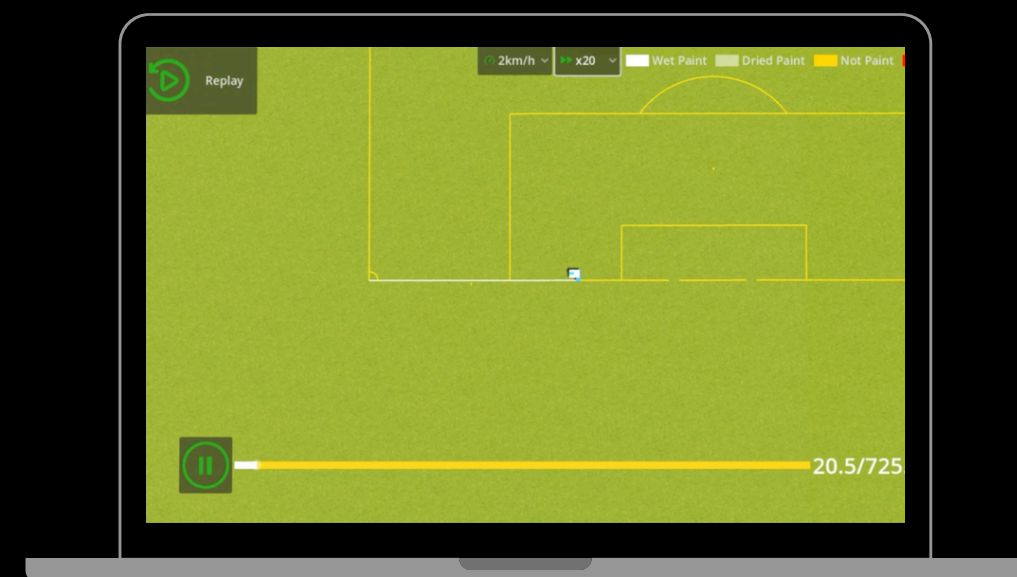 Replay
2km/h
x20
Wet Paint
Dried Paint
Not Paint
20.5/725